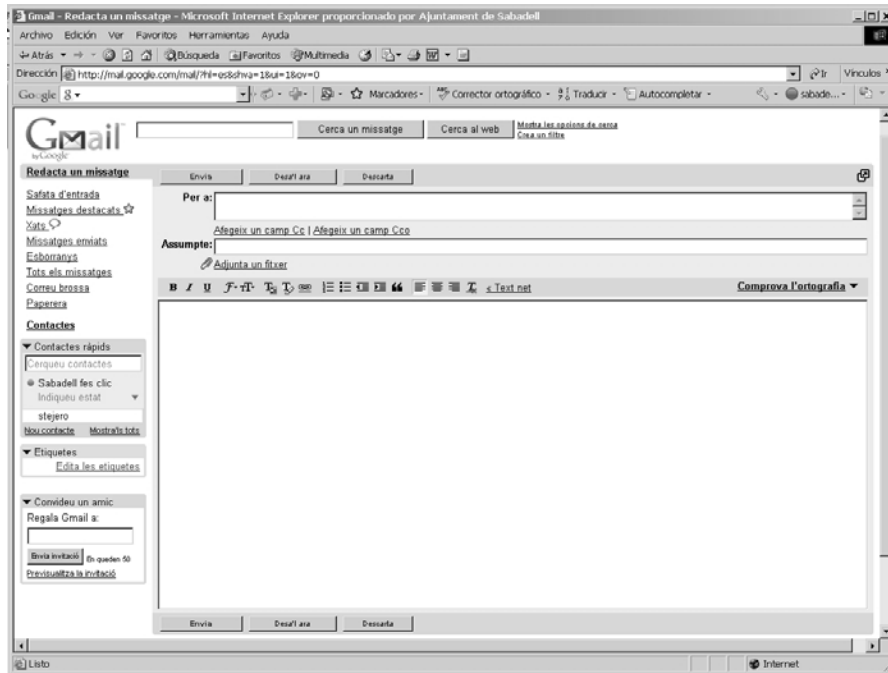 Gmail - Redacta un missatge - Microsoft Internet Explorer proporcionado por Ajuntament de Sabadell
Archivo Edición Ver Favoritos Herramientas Ayuda
Atrás Búsqueda Favoritos Multimedia
Dirección http://mail.google.com/mail/?hl=es&shva=1&ui=1&ov=0 Ir Vínculos
Google Marcadores Corrector ortográfico Traducir Autocompletar sabade...
Gmail by Google Cerca un missatge Cerca al web Mostra les opcions de cerca
Crea un filtre
Redacta un missatge Envia Desa'l ara Descarta
Safata d'entrada Per a:
Missatges destacats
Xats Afegeix un camp Cc | Afegeix un camp Cco
Missatges enviats Assumpte:
Esborranys Adjunta un fitxer
Tots els missatges
Correu brossa B I U « Text net Comprova l'ortografia
Paperera
Contactes
Contactes ràpids
Cerqueu contactes
Sabadell fes clic
Indiqueu estat
stejero
Nou contacte Mostra'ls tots
Etiquetes
Edita les etiquetes
Convideu un amic
Regala Gmail a:
Envia invitació En queden 50
Previsualitza la invitació
Envia Desa'l ara Descarta
Listo Internet